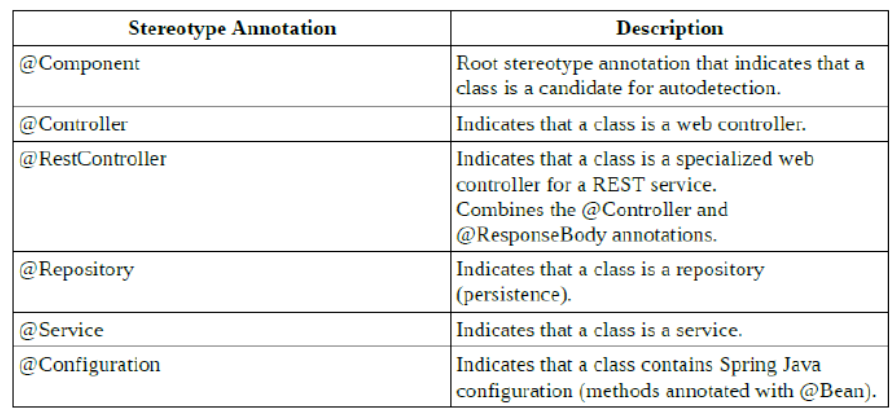 Stereotype Annotation Description
@Component Root stereotype annotation that indicates that a
class is a candidate for autodetection.
@Controller Indicates that a class is a web controller.
@RestController Indicates that a class is a specialized web
controller for a REST service.
Combines the @Controller and
@ResponseBody annotations.
@Repository Indicates that a class is a repository
(persistence).
@Service Indicates that a class is a service.
@Configuration Indicates that a class contains Spring Java
configuration (methods annotated with @Bean).